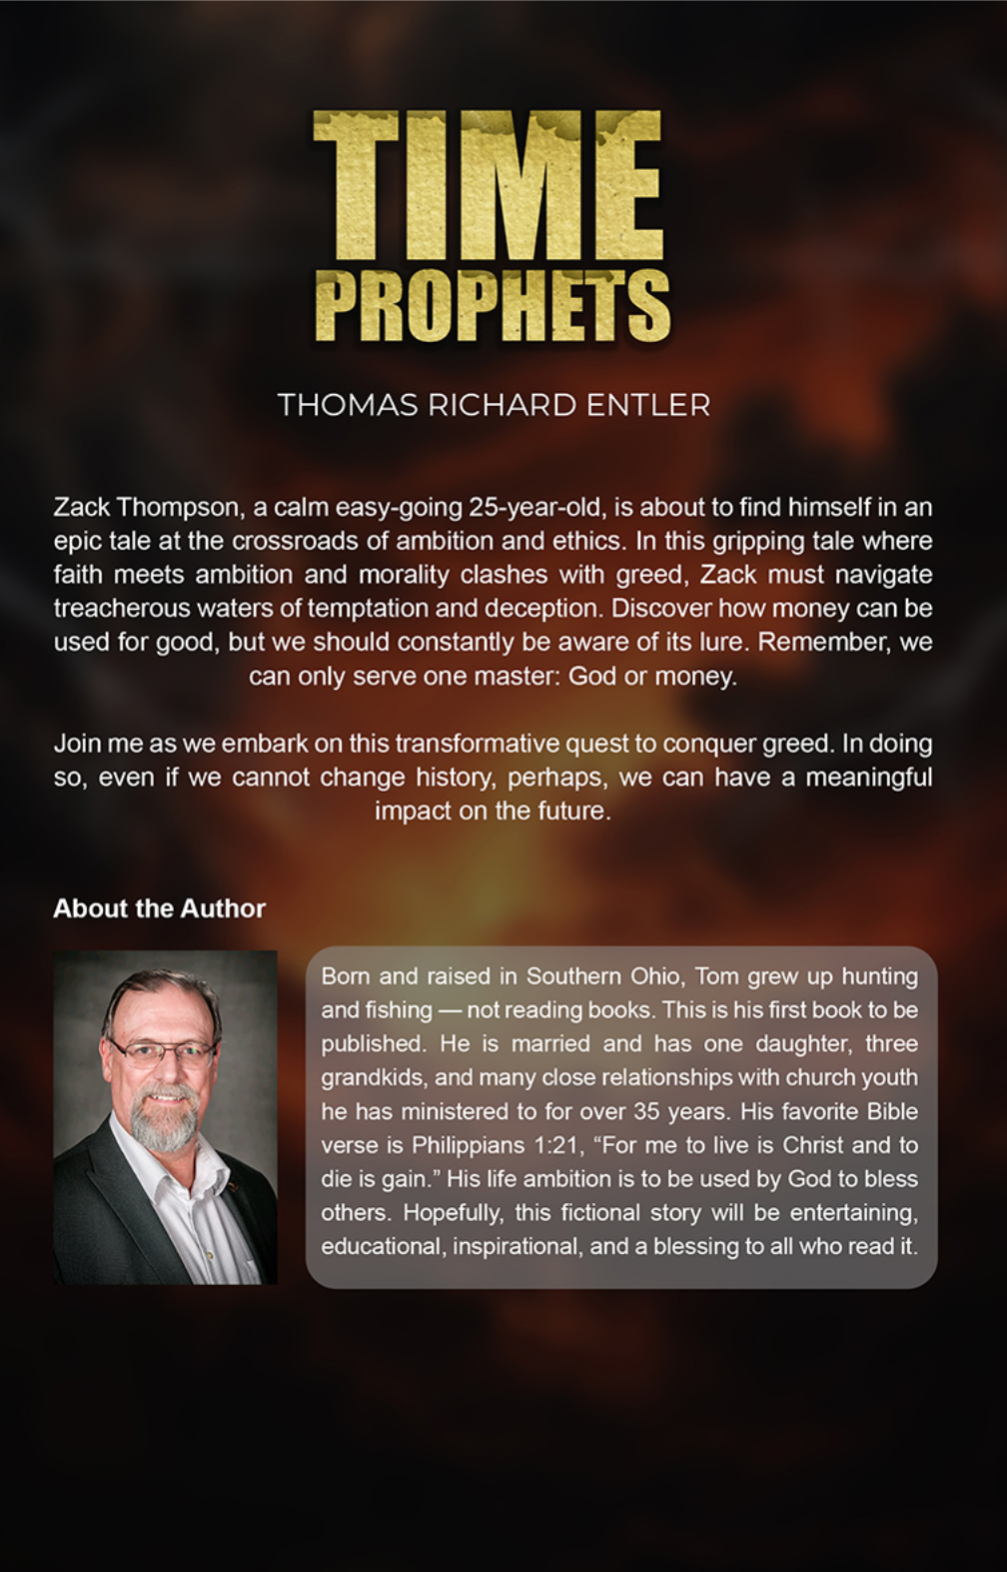 TIME
PROPHETS
THOMAS RICHARD ENTLER
Zack Thompson, a calm easy-going 25-year-old, is about to find himself in an
epic tale at the crossroads of ambition and ethics. In this gripping tale where
faith meets ambition and morality clashes with greed, Zack must navigate
treacherous waters of temptation and deception. Discover how money can be
used for good, but we should constantly be aware of its lure. Remember, we
can only serve one master: God or money.
Join me as we embark on this transformative quest to conquer greed. In doing
so, even if we cannot change history, perhaps, we can have a meaningful
impact on the future.
About the Author
Born and raised in Southern Ohio, Tom grew up hunting
and fishing — not reading books. This is his first book to be
published. He is married and has one daughter, three
grandkids, and many close relationships with church youth
he has ministered to for over 35 years. His favorite Bible
verse is Philippians 1:21, “For me to live is Christ and to
die is gain.” His life ambition is to be used by God to bless
others. Hopefully, this fictional story will be entertaining,
educational, inspirational, and a blessing to all who read it.